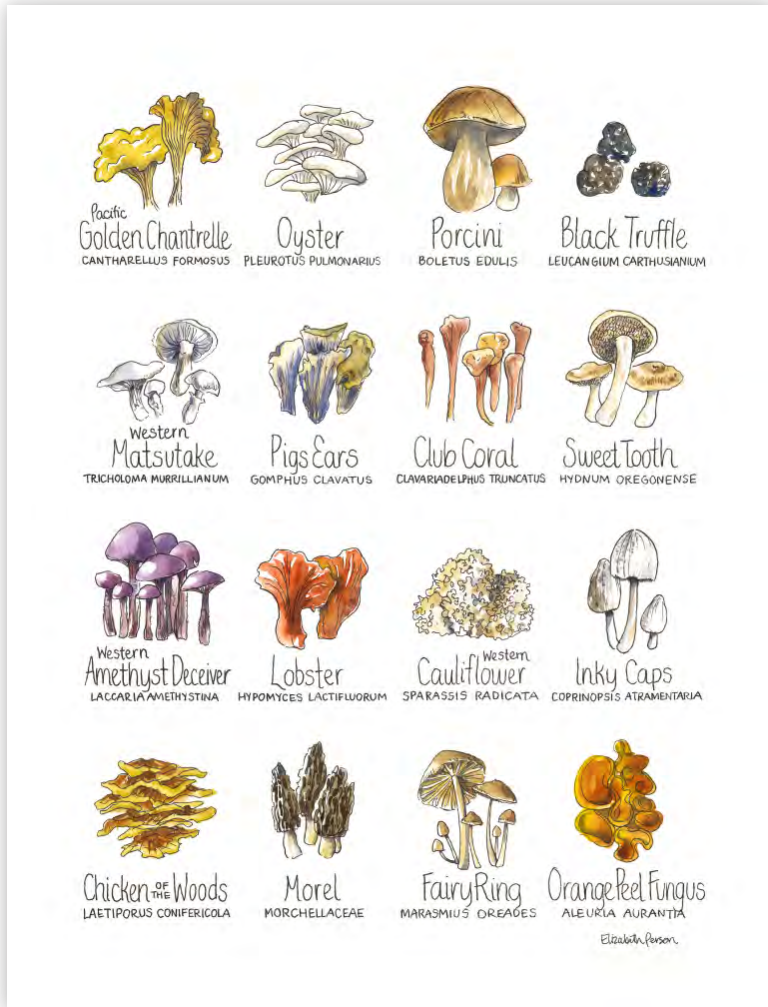 Pacific
Golden Chantrelle
CANTHARELLUS FORMOSUS
Oyster
PLEUROTUS PULMONARIUS
Porcini
BOLETUS EDULIS
Black Truffle
LEUCANGIUM CARTHUSIANIUM
Western
Matsutake
TRICHOLOMA MURRILLIANUM
Pigs Ears
GOMPHUS CLAVATUS
Club Coral
CLAVARIADELPHUS TRUNCATUS
Sweet Tooth
HYDNUM OREGONENSE
Western
Amethyst Deceiver
LACCARIA AMETHYSTINA
Lobster
HYPOMYCES LACTIFLUORUM
Western
Cauliflower
SPARASSIS RADICATA
Inky Caps
COPRINOPSIS ATRAMENTARIA
Chicken OF THE Woods
LAETIPORUS CONIFERICOLA
Morel
MORCHELLACEAE
Fairy Ring
MARASMIUS OREADES
Orange Peel Fungus
ALEURIA AURANTIA
Elizabeth Person